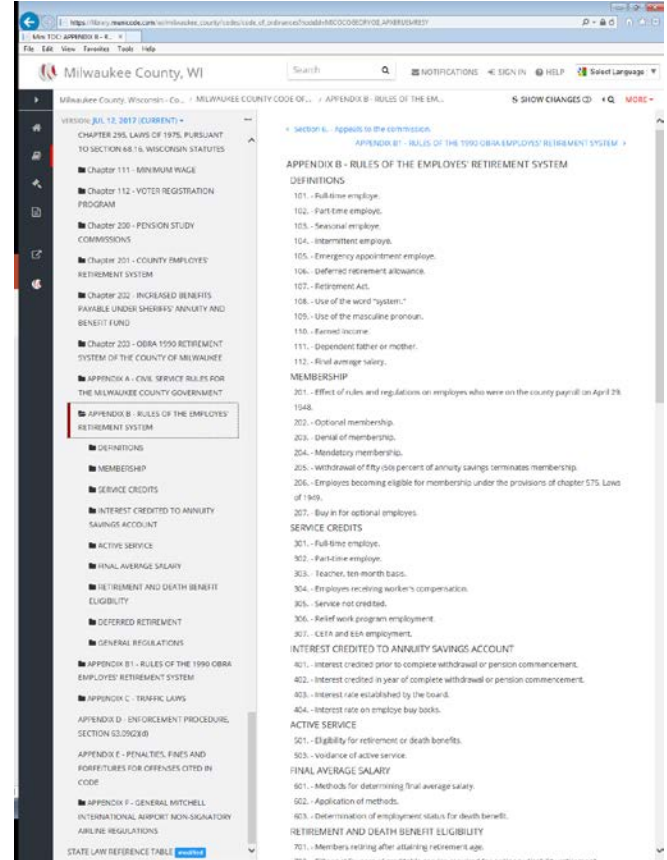 https://library.municode.com/wi/milwaukee_county/codes/code_of_ordinances?nodeId=
File Edit View Favorites Tools Help
Milwaukee County, WI
Search
NOTIFICATIONS SIGN IN HELP Select Language ▼
Milwaukee County, Wisconsin - Co... / MILWAUKEE COUNTY CODE OF... / APPENDIX B - RULES OF THE EM...
SHOW CHANGES MORE
VERSION: JUL 12, 2017 (CURRENT)
CHAPTER 295, LAWS OF 1975, PURSUANT
TO SECTION 68.16, WISCONSIN STATUTES
Chapter 111 - MINIMUM WAGE
Chapter 112 - VOTER REGISTRATION
PROGRAM
Chapter 200 - PENSION STUDY
COMMISSIONS
Chapter 201 - COUNTY EMPLOYES'
RETIREMENT SYSTEM
Chapter 202 - INCREASED BENEFITS
PAYABLE UNDER SHERIFFS' ANNUITY AND
BENEFIT FUND
Chapter 203 - OBRA 1990 RETIREMENT
SYSTEM OF THE COUNTY OF MILWAUKEE
APPENDIX A - CIVIL SERVICE RULES FOR
THE MILWAUKEE COUNTY GOVERNMENT
APPENDIX B - RULES OF THE EMPLOYES'
RETIREMENT SYSTEM
DEFINITIONS
MEMBERSHIP
SERVICE CREDITS
INTEREST CREDITED TO ANNUITY
SAVINGS ACCOUNT
ACTIVE SERVICE
FINAL AVERAGE SALARY
RETIREMENT AND DEATH BENEFIT
ELIGIBILITY
DEFERRED RETIREMENT
GENERAL REGULATIONS
APPENDIX B1 - RULES OF THE 1990 OBRA
EMPLOYES' RETIREMENT SYSTEM
APPENDIX C - TRAFFIC LAWS
APPENDIX D - ENFORCEMENT PROCEDURE,
SECTION 63.09(2)(d)
APPENDIX E - PENALTIES, FINES AND
FORFEITURES FOR OFFENSES CITED IN
CODE
APPENDIX F - GENERAL MITCHELL
INTERNATIONAL AIRPORT NON-SIGNATORY
AIRLINE REGULATIONS
STATE LAW REFERENCE TABLE modified
< Section 6. - Appeals to the commission.
APPENDIX B1 - RULES OF THE 1990 OBRA EMPLOYES' RETIREMENT SYSTEM >
APPENDIX B - RULES OF THE EMPLOYES' RETIREMENT SYSTEM
DEFINITIONS
101. - Full-time employe.
102. - Part-time employe.
103. - Seasonal employe.
104. - Intermittent employe.
105. - Emergency appointment employe.
106. - Deferred retirement allowance.
107. - Retirement Act.
108. - Use of the word "system."
109. - Use of the masculine pronoun.
110. - Earned income.
111. - Dependent father or mother.
112. - Final average salary.
MEMBERSHIP
201. - Effect of rules and regulations on employes who were on the county payroll on April 29,
1948.
202. - Optional membership.
203. - Denial of membership.
204. - Mandatory membership.
205. - Withdrawal of fifty (50) percent of annuity savings terminates membership.
206. - Employes becoming eligible for membership under the provisions of chapter 575, Laws
of 1949.
207. - Buy in for optional employes.
SERVICE CREDITS
301. - Full-time employe.
302. - Part-time employe.
303. - Teacher, ten-month basis.
304. - Employes receiving worker's compensation.
305. - Service not credited.
306. - Relief work program employment.
307. - CETA and EEA employment.
INTEREST CREDITED TO ANNUITY SAVINGS ACCOUNT
401. - Interest credited prior to complete withdrawal or pension commencement.
402. - Interest credited in year of complete withdrawal or pension commencement.
403. - Interest rate established by the board.
404. - Interest rate on employe buy backs.
ACTIVE SERVICE
501. - Eligibility for retirement or death benefits.
503. - Voidance of active service.
FINAL AVERAGE SALARY
601. - Methods for determining final average salary.
602. - Application of methods.
603. - Determination of employment status for death benefit.
RETIREMENT AND DEATH BENEFIT ELIGIBILITY
701. - Members retiring after attaining retirement age.